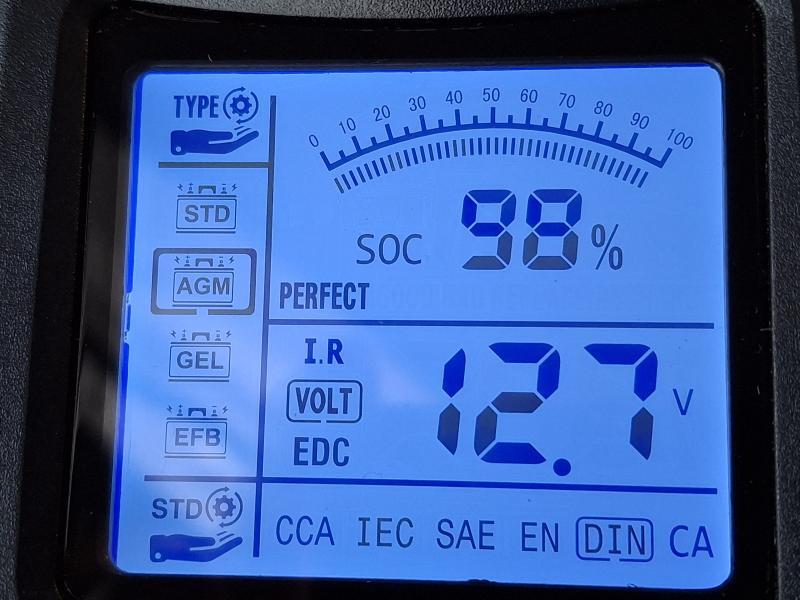 TYPE
STD
AGM
GEL
EFB
STD
0 10 20 30 40 50 60 70 80 90 100
SOC 98%
PERFECT
I.R
VOLT
EDC
12.7 V
CCA IEC SAE EN DIN CA